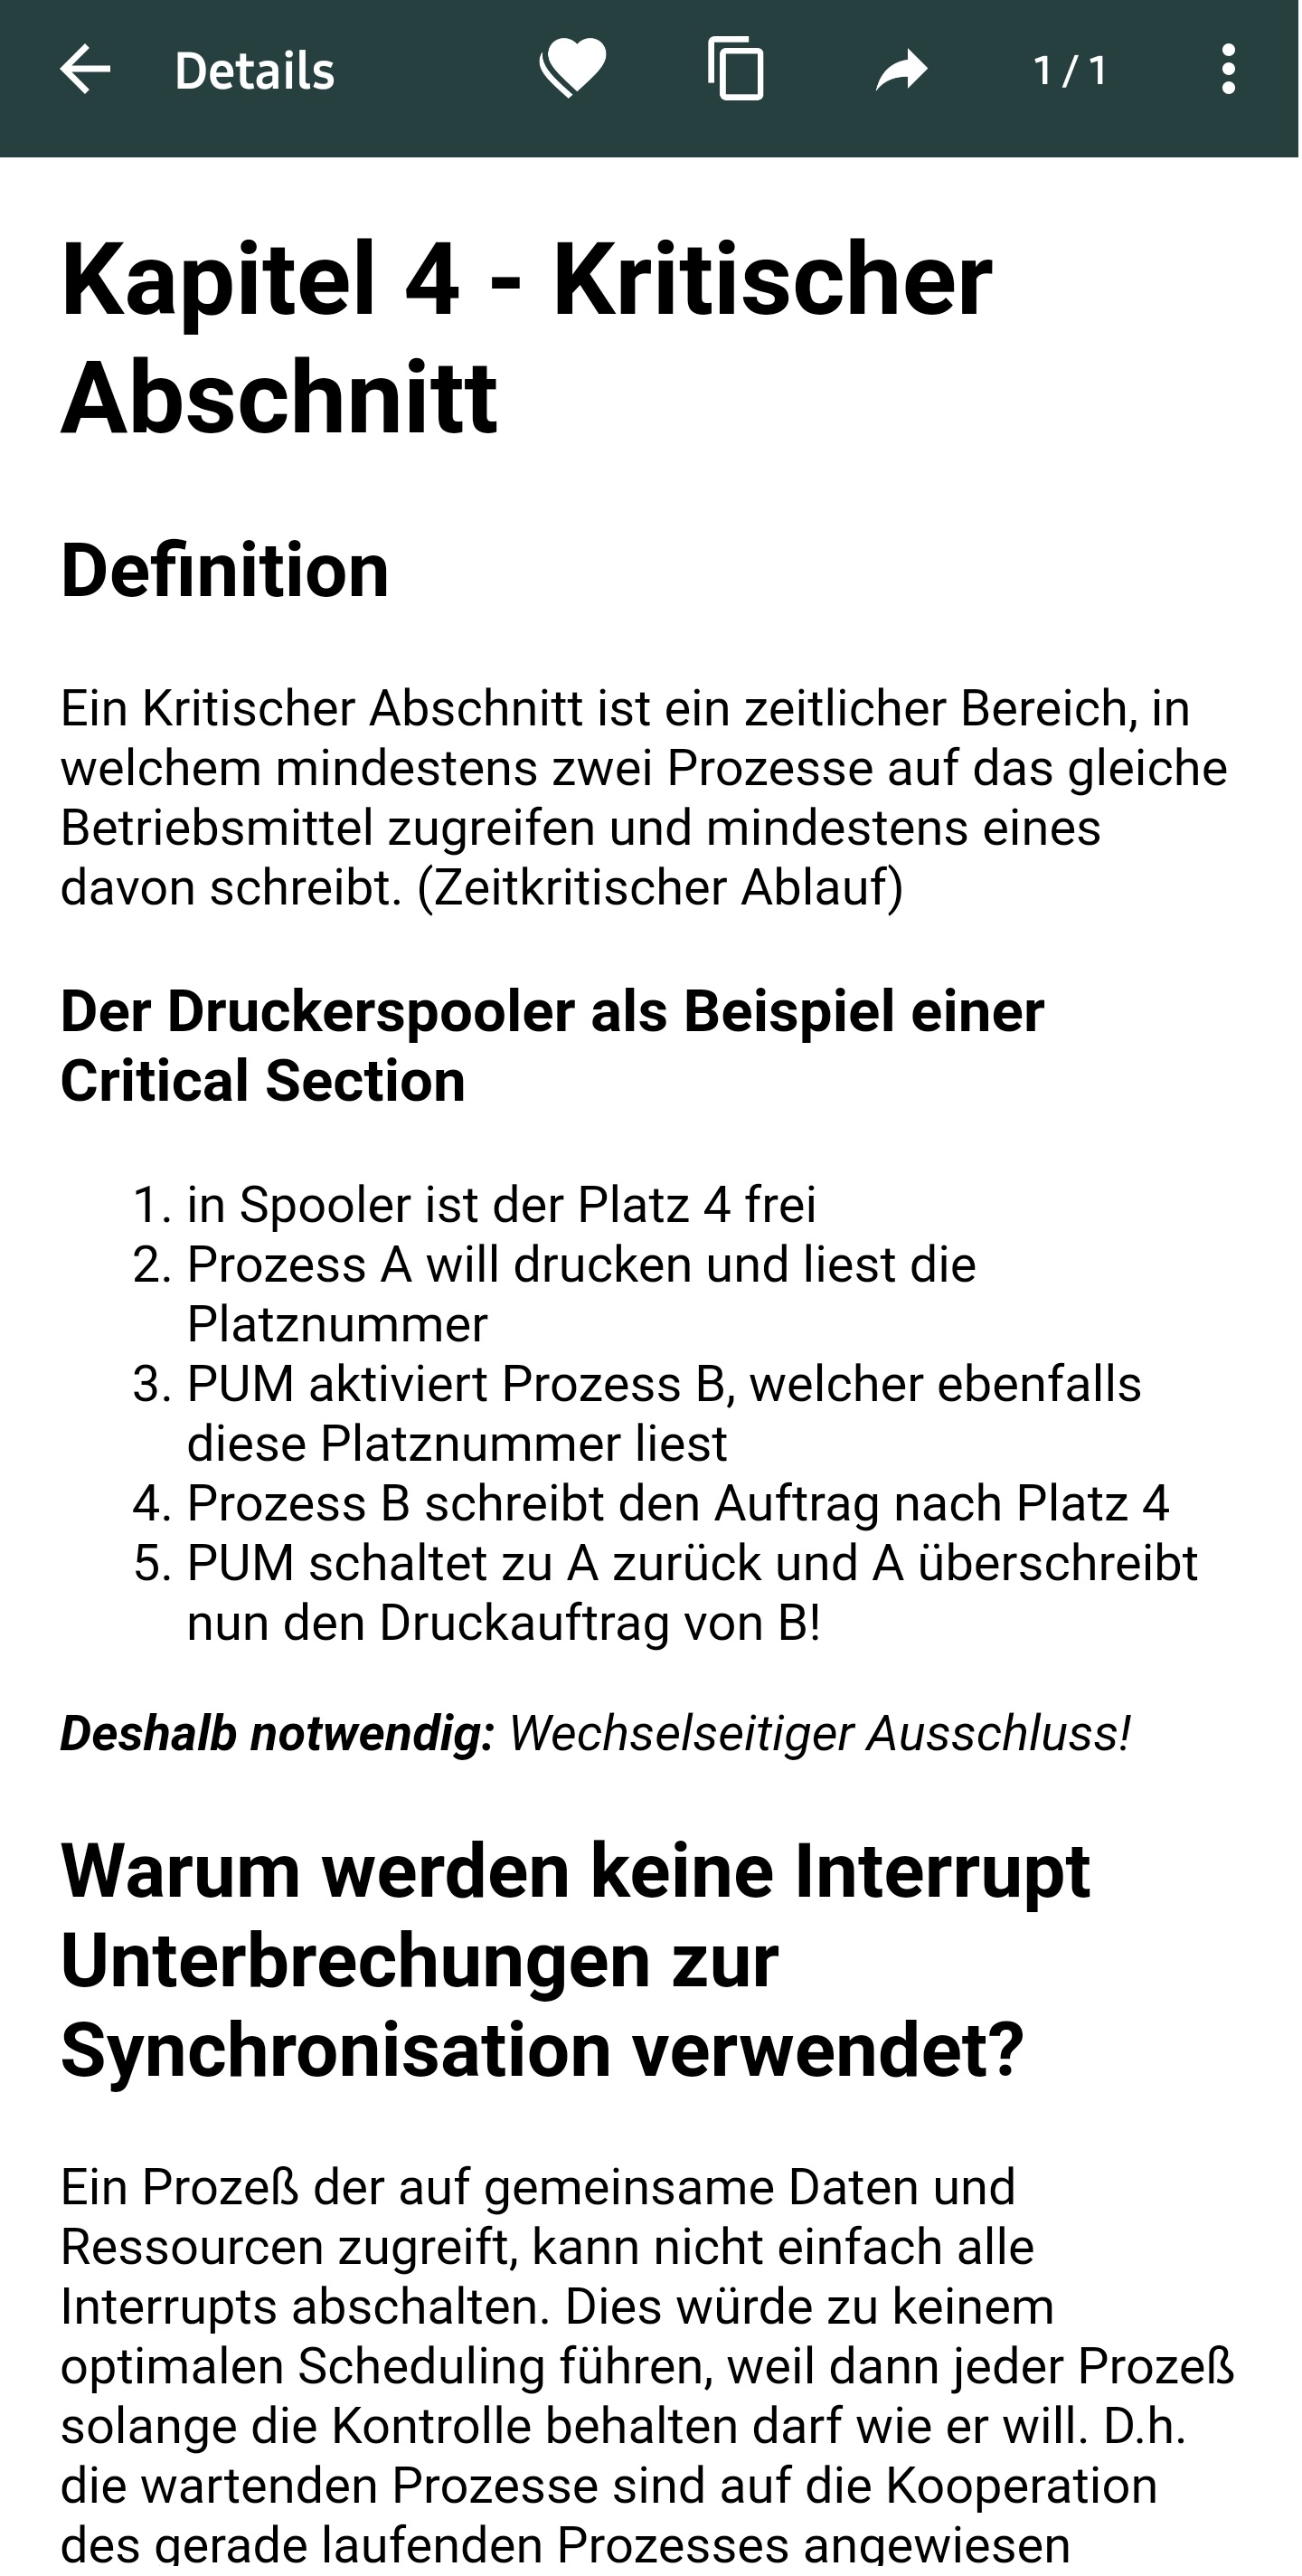 Details
1 / 1
Kapitel 4 - Kritischer
Abschnitt
Definition
Ein Kritischer Abschnitt ist ein zeitlicher Bereich, in
welchem mindestens zwei Prozesse auf das gleiche
Betriebsmittel zugreifen und mindestens eines
davon schreibt. (Zeitkritischer Ablauf)
Der Druckerspooler als Beispiel einer
Critical Section
1. in Spooler ist der Platz 4 frei
2. Prozess A will drucken und liest die
Platznummer
3. PUM aktiviert Prozess B, welcher ebenfalls
diese Platznummer liest
4. Prozess B schreibt den Auftrag nach Platz 4
5. PUM schaltet zu A zurück und A überschreibt
nun den Druckauftrag von B!
Deshalb notwendig: Wechselseitiger Ausschluss!
Warum werden keine Interrupt
Unterbrechungen zur
Synchronisation verwendet?
Ein Prozeß der auf gemeinsame Daten und
Ressourcen zugreift, kann nicht einfach alle
Interrupts abschalten. Dies würde zu keinem
optimalen Scheduling führen, weil dann jeder Prozeß
solange die Kontrolle behalten darf wie er will. D.h.
die wartenden Prozesse sind auf die Kooperation
des gerade laufenden Prozesses angewiesen